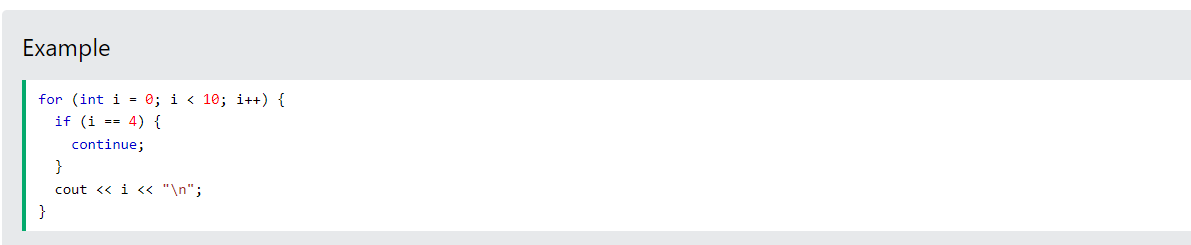 Example
for (int i = 0; i < 10; i++) {
  if (i == 4) {
    continue;
  }
  cout << i << "\n";
}